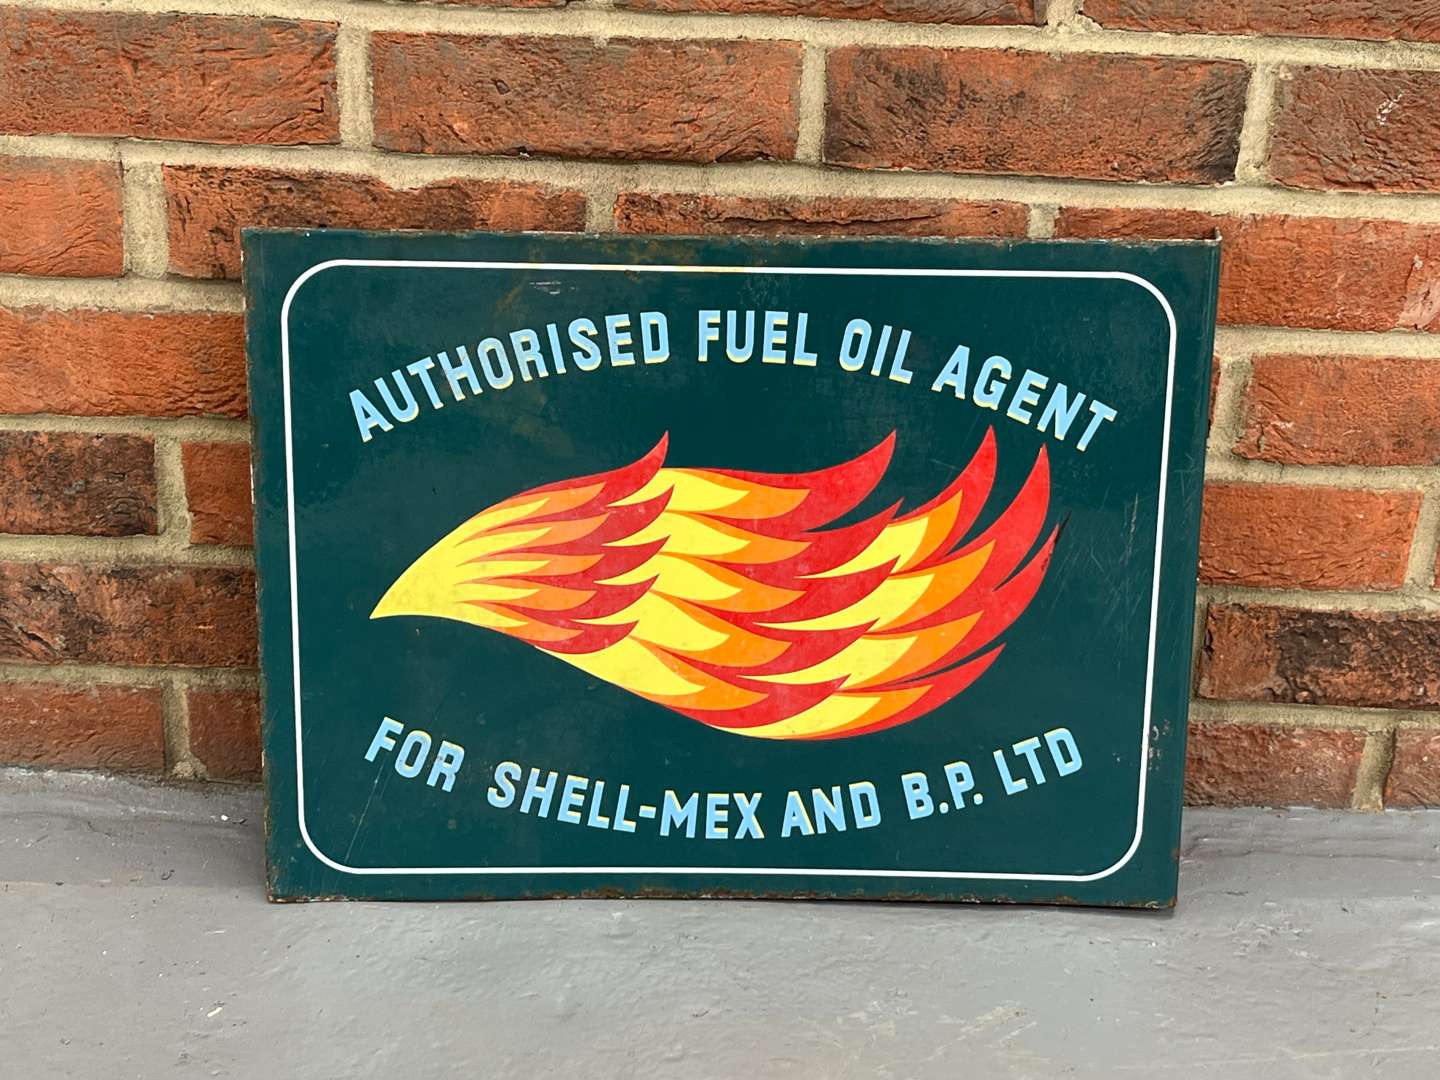 AUTHORISED FUEL OIL AGENT
FOR SHELL-MEX AND B.P. LTD